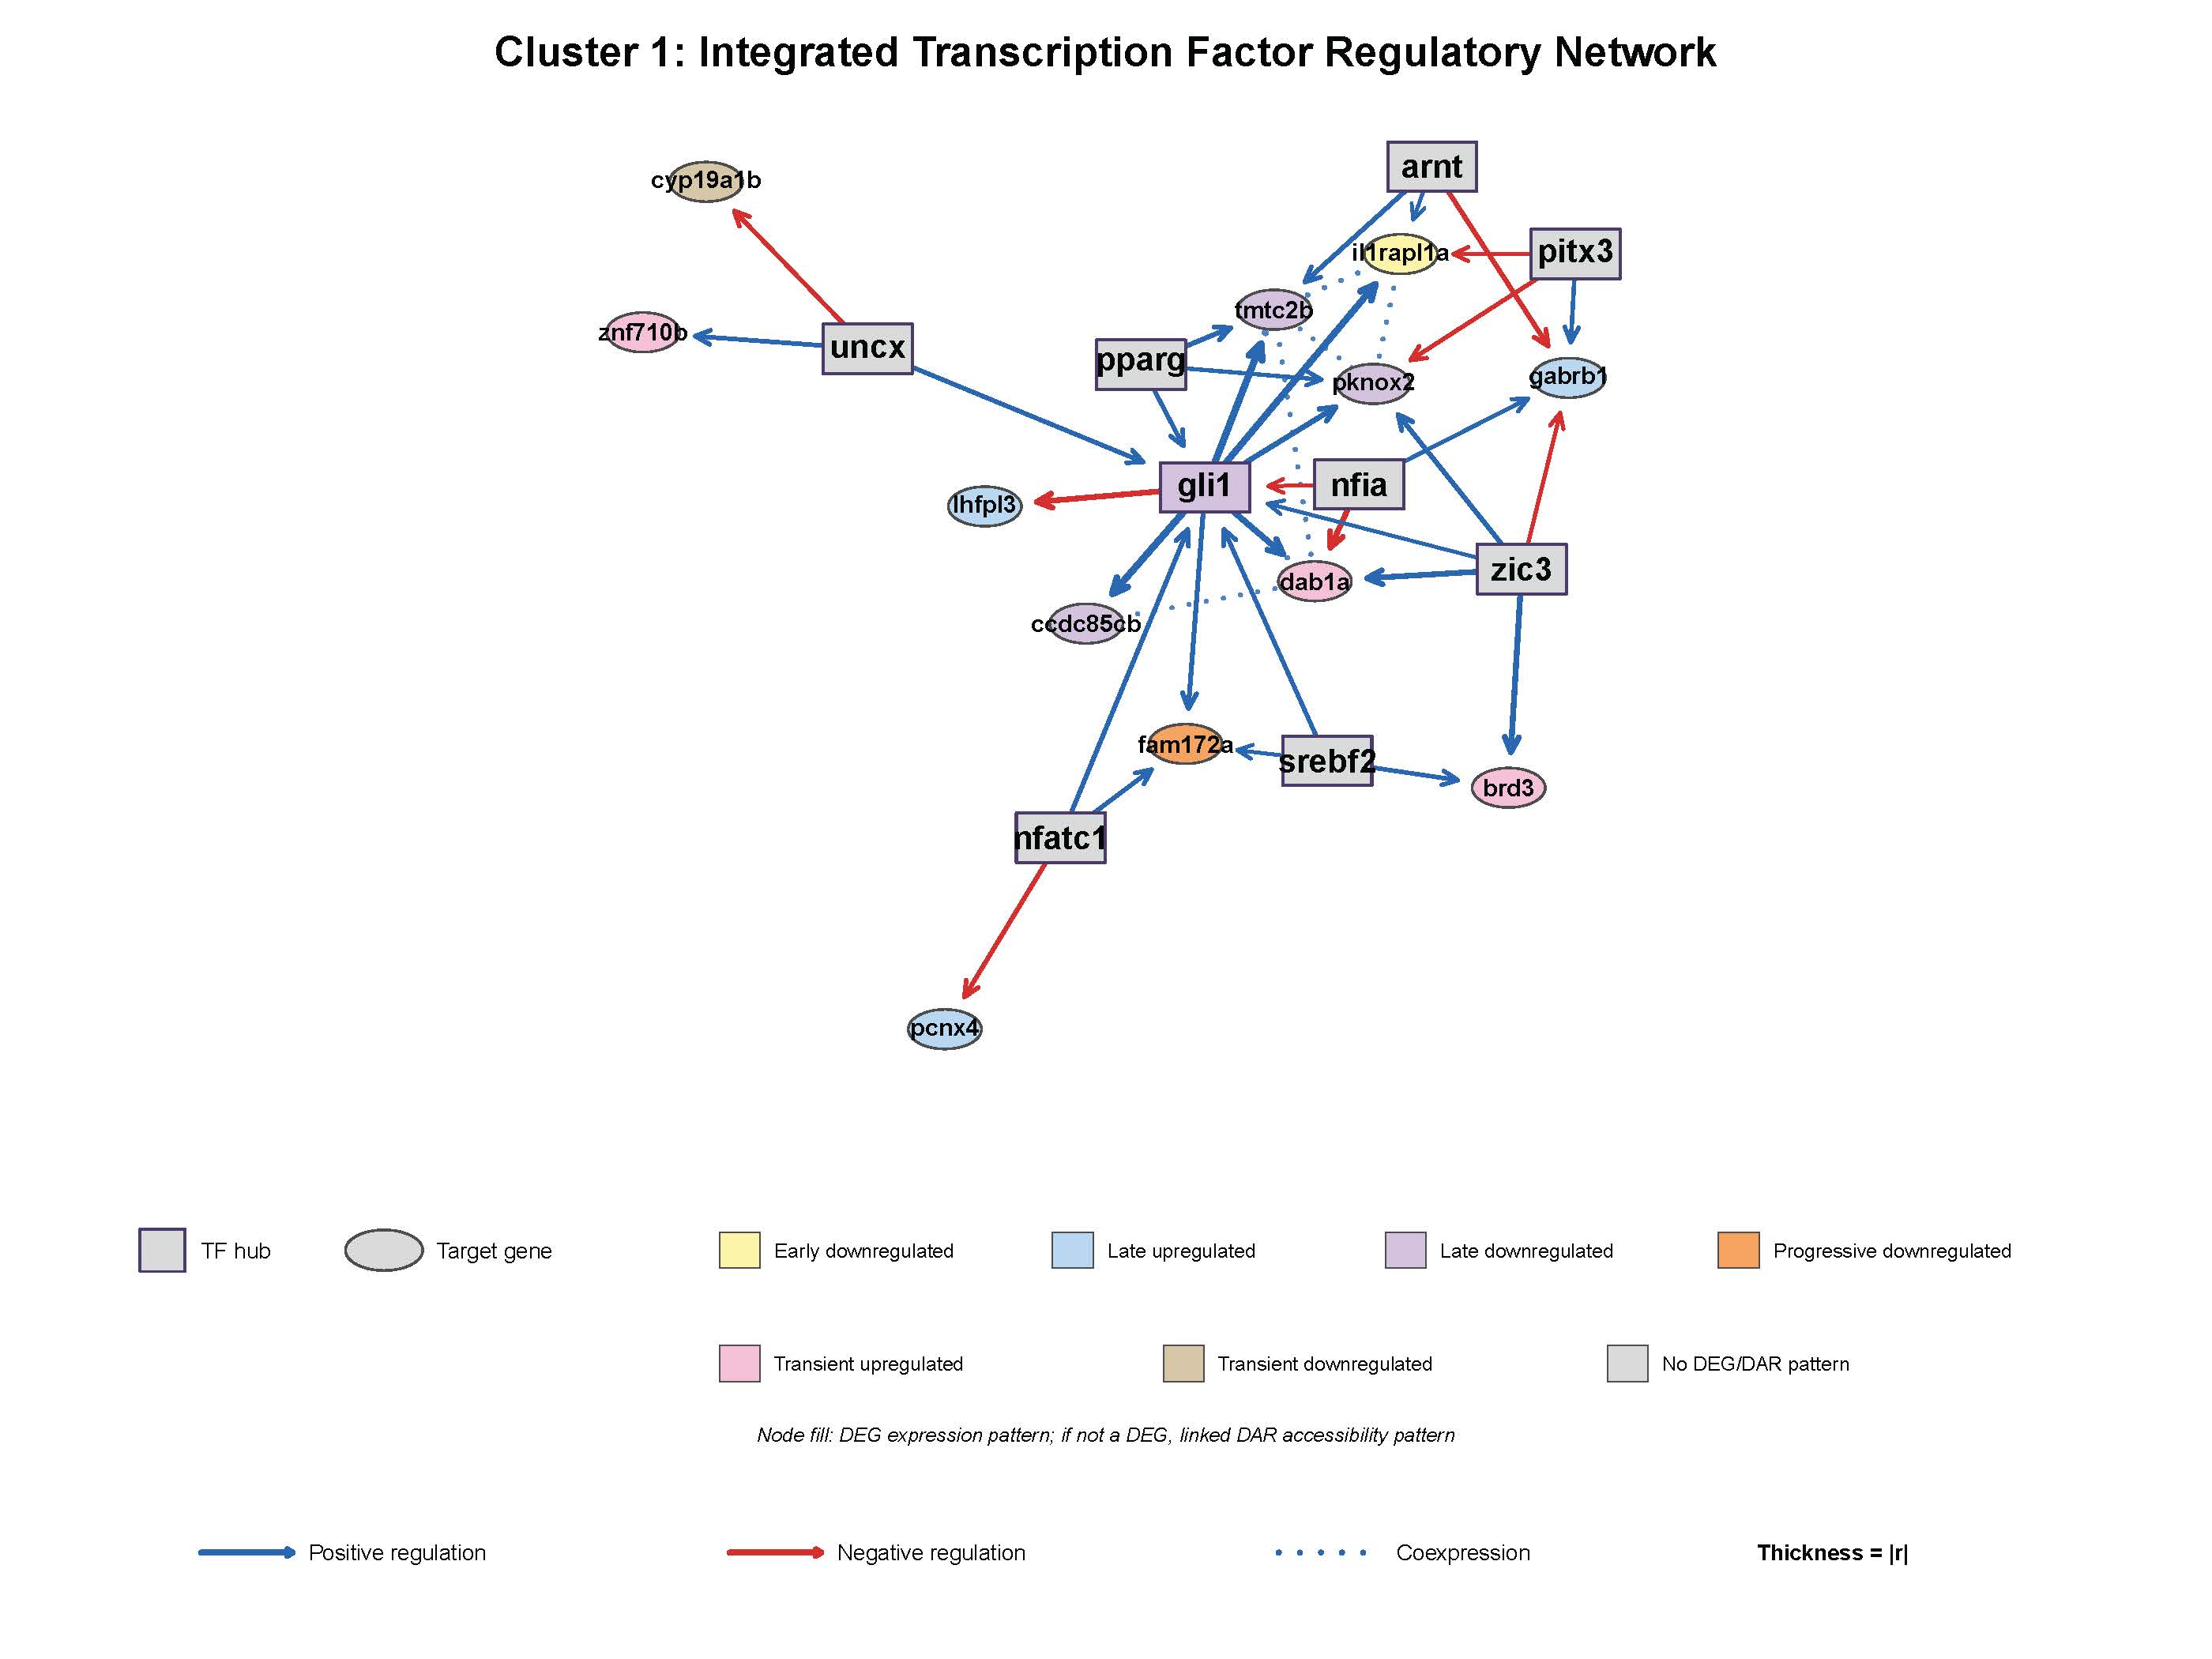 Cluster 1: Integrated Transcription Factor Regulatory Network
arnt
cyp19a1b
pitx3
il1rapl1a
tmtc2b
znf710b
uncx
pparg
pknox2
gabrb1
gli1
nfia
lhfpl3
zic3
dab1a
ccdc85cb
fam172a
srebf2
brd3
nfatc1
pcnx4
TF hub
Target gene
Early downregulated
Late upregulated
Late downregulated
Progressive downregulated
Transient upregulated
Transient downregulated
No DEG/DAR pattern
Node fill: DEG expression pattern; if not a DEG, linked DAR accessibility pattern
Positive regulation
Negative regulation
Coexpression
Thickness = |r|